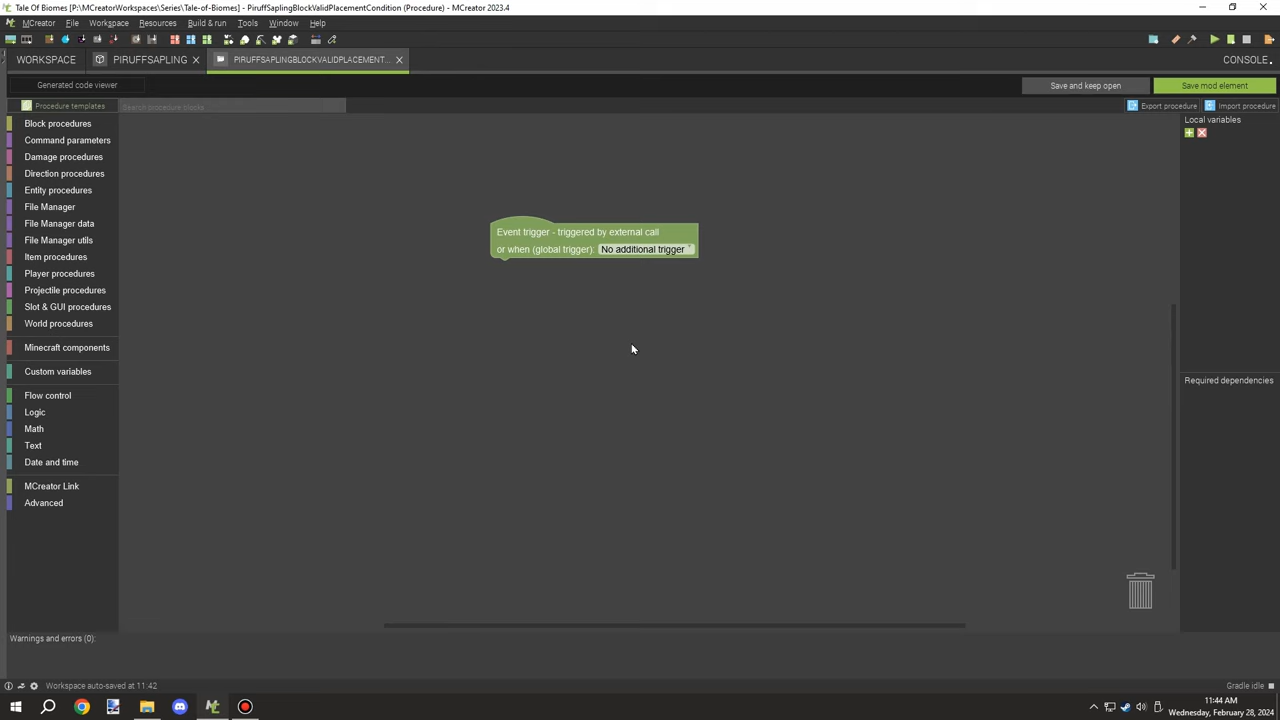 Tale Of Biomes [P:\MCreatorWorkspaces\Series\Tale-of-Biomes] - PiruffSaplingBlockValidPlacementCondition (Procedure) - MCreator 2023.4
MCreator File Workspace Resources Build & run Tools Window Help
WORKSPACE PIRUFFSAPLING PIRUFFSAPLINGBLOCKVALIDPLACEMENT... CONSOLE
Generated code viewer Save and keep open Save mod element
Procedure templates Search procedure blocks Export procedure Import procedure
Local variables
Block procedures
Command parameters
Damage procedures
Direction procedures
Entity procedures
File Manager
File Manager data
File Manager utils
Item procedures
Player procedures
Projectile procedures
Slot & GUI procedures
World procedures
Minecraft components
Custom variables
Flow control
Logic
Math
Text
Date and time
MCreator Link
Advanced
Event trigger - triggered by external call
or when (global trigger): No additional trigger
Required dependencies
Warnings and errors (0):
Workspace auto-saved at 11:42 Gradle idle
11:44 AM
Wednesday, February 28, 2024